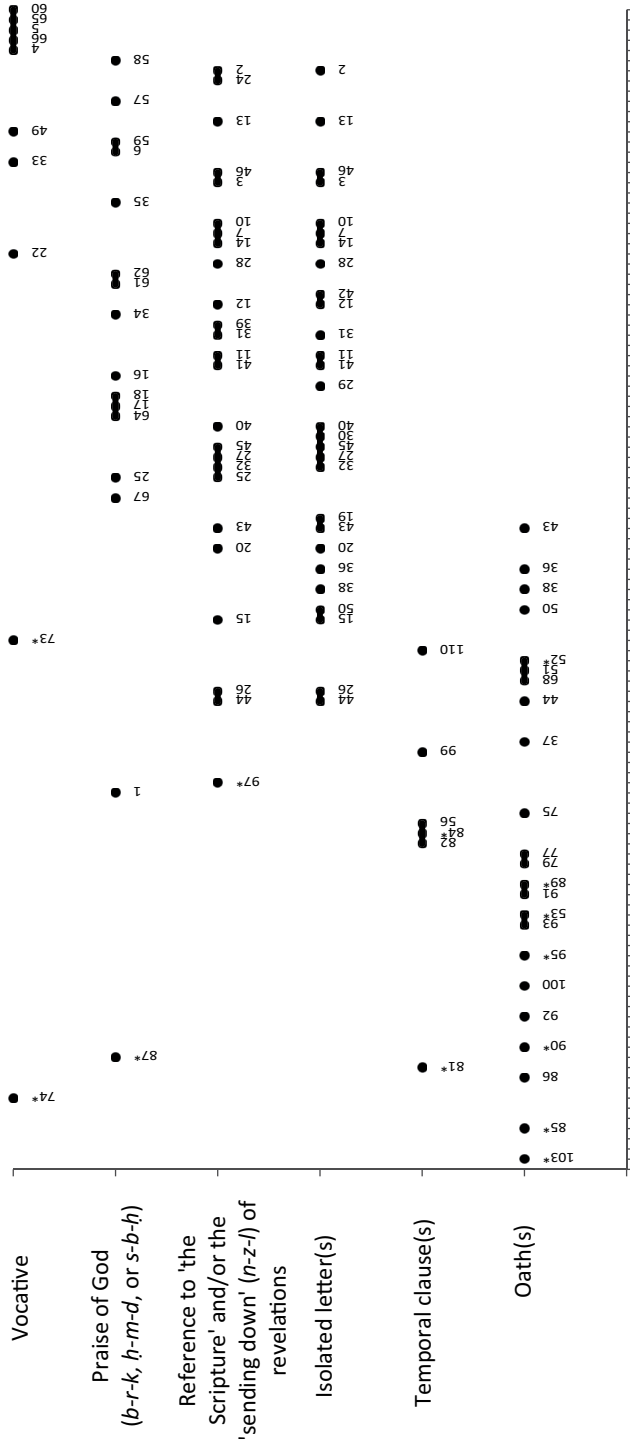 Vocative
74* 73* 22 33 49 4 66 5 65 60
Praise of God
(b-r-k, ḥ-m-d, or s-b-ḥ)
87* 1 67 25 64 17 18 16 34 61 62 35 6 59 57 58
Reference to 'the
Scripture' and/or the
'sending down' (n-z-l) of
revelations
97* 44 26 15 20 43 25 32 27 45 40 41 11 31 39 12 28 14 7 10 3 46 13 24 2
Isolated letter(s)
44 26 15 50 38 36 20 43 19 32 27 45 30 40 29 41 11 31 12 42 28 14 7 10 3 46 13 2
Temporal clause(s)
81* 82 84* 56 99 110
Oath(s)
103* 85* 86 90* 92 100 95* 93 53* 91 89* 79 77 75 37 44 68 51 52* 50 38 36 43